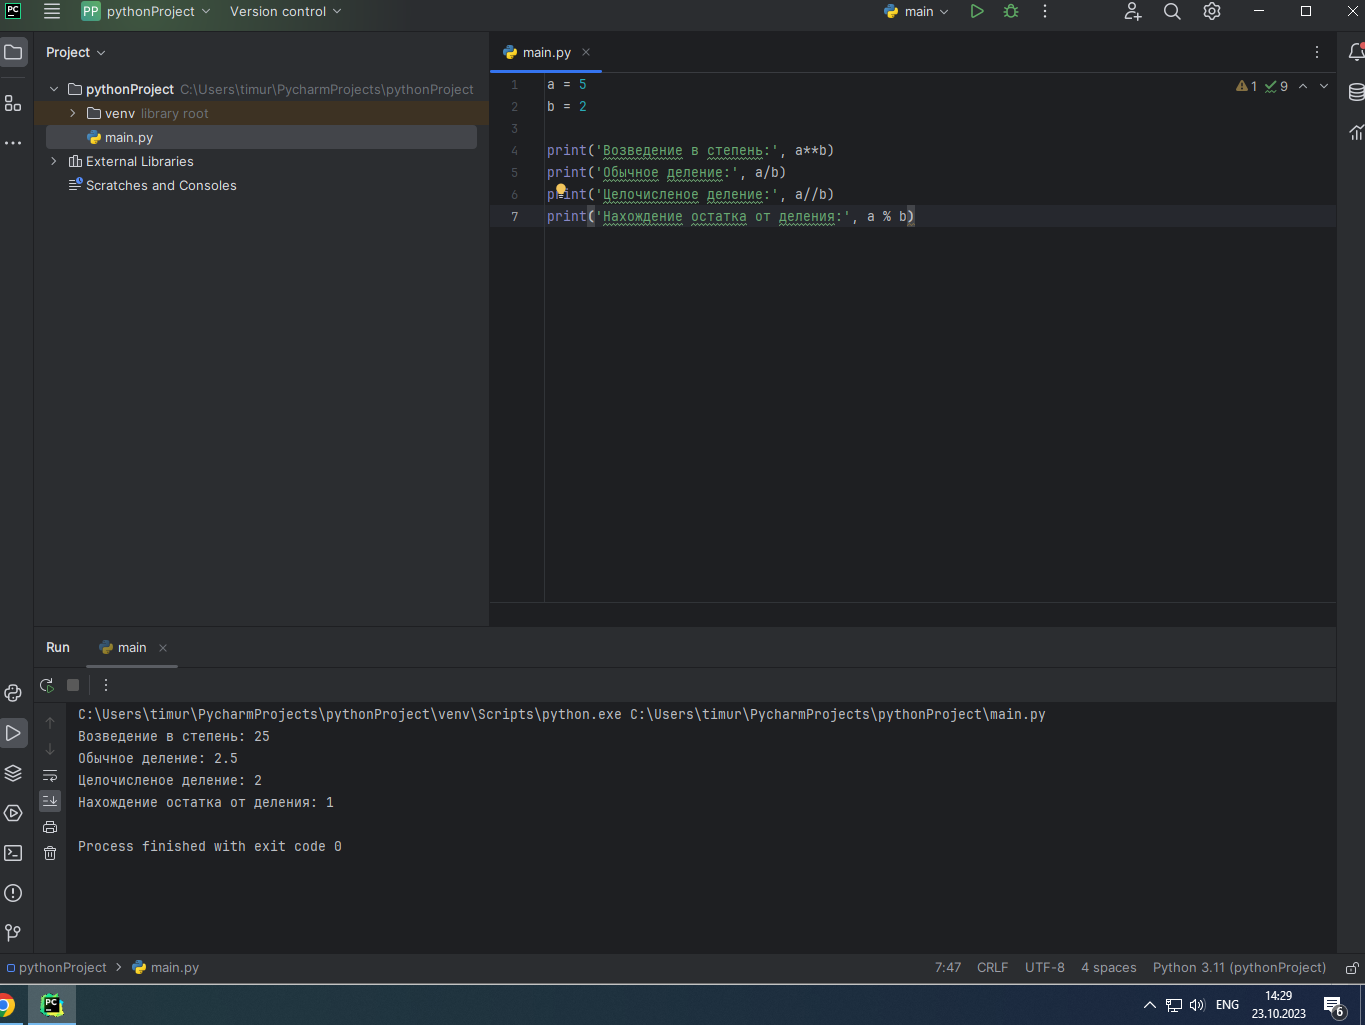 PC PP pythonProject Version control main
Project
main.py
pythonProject C:\Users\timur\PycharmProjects\pythonProject
venv library root
main.py
External Libraries
Scratches and Consoles
1 a = 5
1 9
2 b = 2
3
4 print('Возведение в степень:', a**b)
5 print('Обычное деление:', a/b)
6 print('Целочисленое деление:', a//b)
7 print('Нахождение остатка от деления:', a % b)
Run main
C:\Users\timur\PycharmProjects\pythonProject\venv\Scripts\python.exe C:\Users\timur\PycharmProjects\pythonProject\main.py
Возведение в степень: 25
Обычное деление: 2.5
Целочисленое деление: 2
Нахождение остатка от деления: 1
Process finished with exit code 0
pythonProject main.py 7:47 CRLF UTF-8 4 spaces Python 3.11 (pythonProject)
PC
ENG
14:29
23.10.2023
6